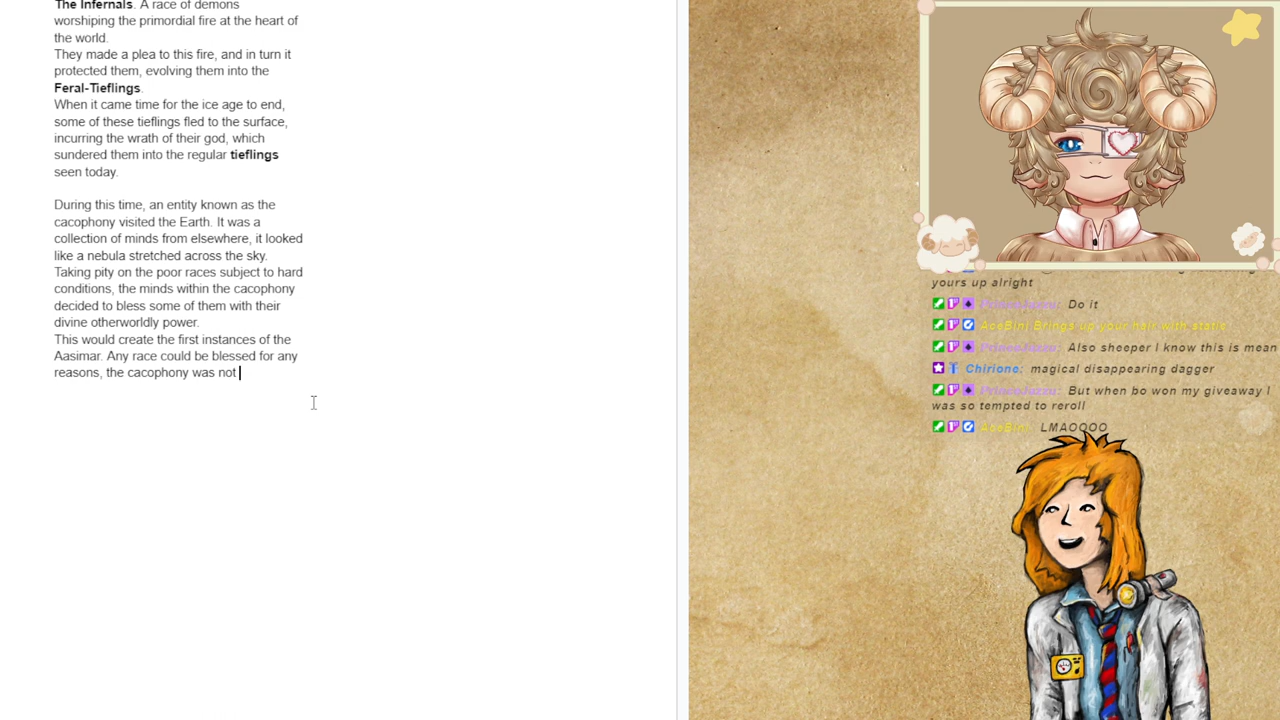 The Infernals. A race of demons
worshiping the primordial fire at the heart of
the world.
They made a plea to this fire, and in turn it
protected them, evolving them into the
Feral-Tieflings.
When it came time for the ice age to end,
some of these tieflings fled to the surface,
incurring the wrath of their god, which
sundered them into the regular tieflings
seen today.
During this time, an entity known as the
cacophony visited the Earth. It was a
collection of minds from elsewhere, it looked
like a nebula stretched across the sky.
Taking pity on the poor races subject to hard
conditions, the minds within the cacophony
decided to bless some of them with their
divine otherworldly power.
This would create the first instances of the
Aasimar. Any race could be blessed for any
reasons, the cacophony was not
yours up alright
Do it
AceBini Brings up your hair with static
Also sheeper I know this is mean
Chirione: magical disappearing dagger
But when bo won my giveaway I
was so tempted to reroll
AceBini: LMAOOOO